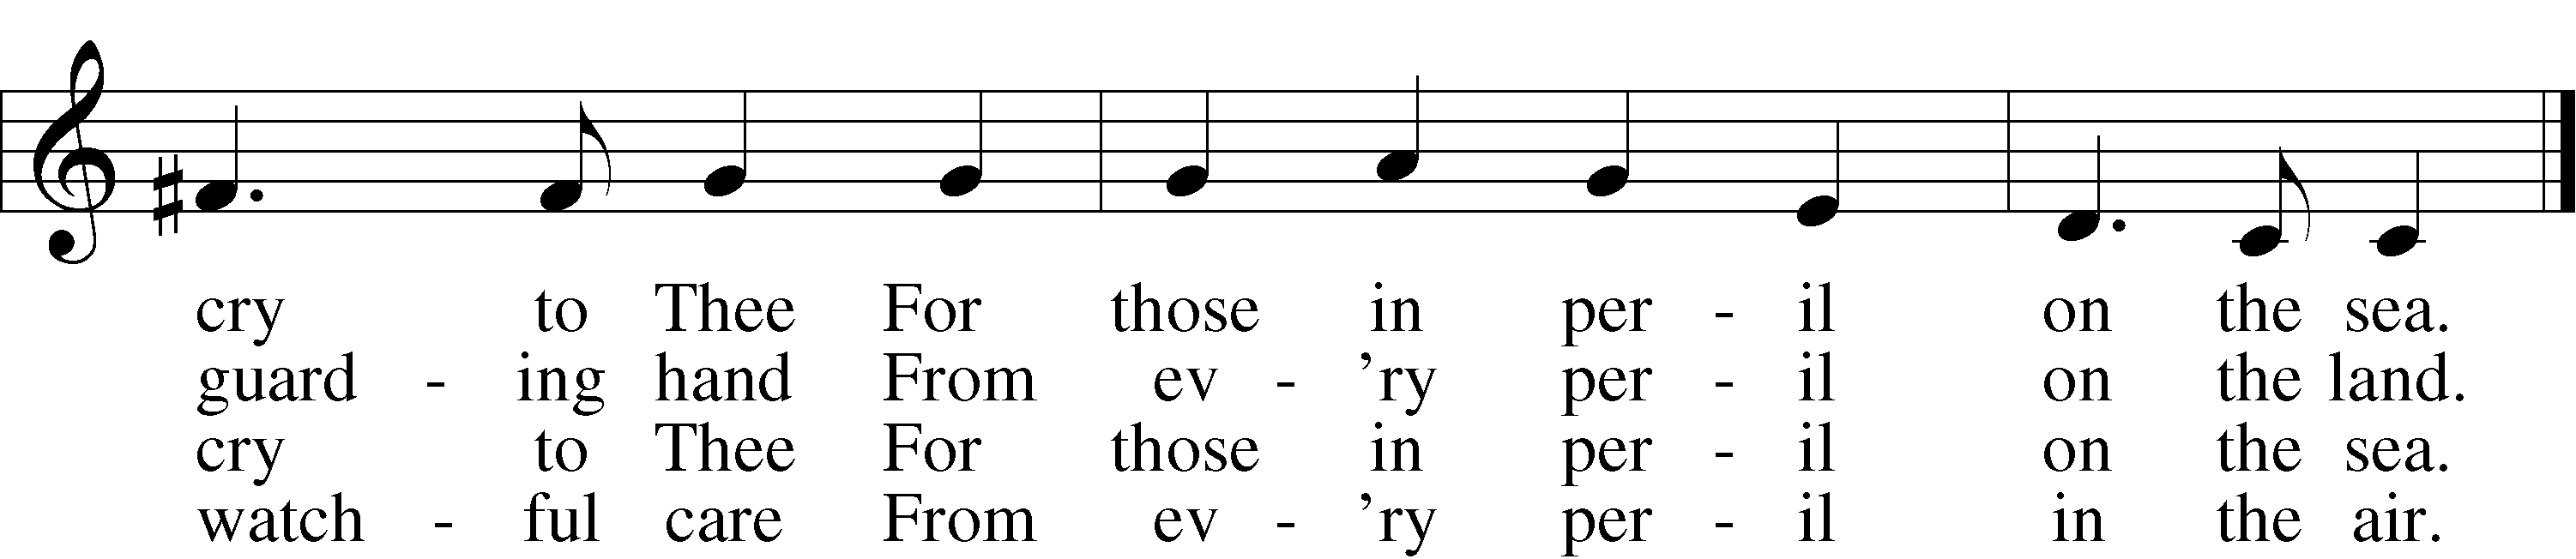 cry to Thee For those in per - il on the sea.
guard - ing hand From ev - ’ry per - il on the land.
cry to Thee For those in per - il on the sea.
watch - ful care From ev - ’ry per - il in the air.